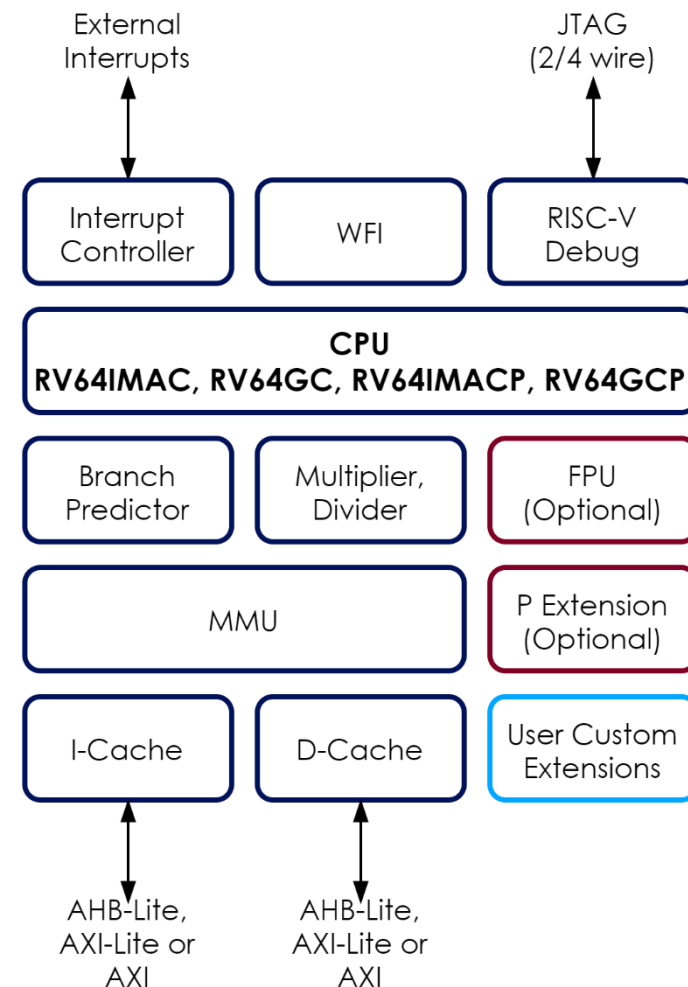 External
Interrupts
JTAG
(2/4 wire)
Interrupt
Controller
WFI
RISC-V
Debug
CPU
RV64IMAC, RV64GC, RV64IMACP, RV64GCP
Branch
Predictor
Multiplier,
Divider
FPU
(Optional)
MMU
P Extension
(Optional)
I-Cache
D-Cache
User Custom
Extensions
AHB-Lite,
AXI-Lite or
AXI
AHB-Lite,
AXI-Lite or
AXI